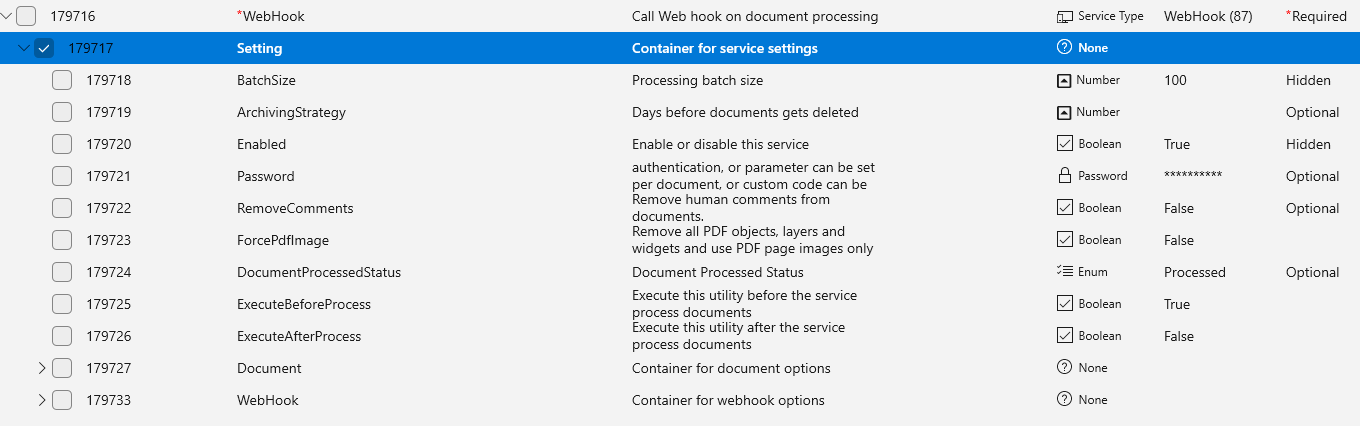 179716 *WebHook Call Web hook on document processing Service Type WebHook (87) *Required
179717 Setting Container for service settings None
179718 BatchSize Processing batch size Number 100 Hidden
179719 ArchivingStrategy Days before documents gets deleted Number Optional
179720 Enabled Enable or disable this service Boolean True Hidden
179721 Password authentication, or parameter can be set
per document, or custom code can be Password ********** Optional
179722 RemoveComments Remove human comments from
documents. Boolean False Optional
179723 ForcePdfImage Remove all PDF objects, layers and
widgets and use PDF page images only Boolean False
179724 DocumentProcessedStatus Document Processed Status Enum Processed Optional
179725 ExecuteBeforeProcess Execute this utility before the service
process documents Boolean True
179726 ExecuteAfterProcess Execute this utility after the service
process documents Boolean False
179727 Document Container for document options None
179733 WebHook Container for webhook options None